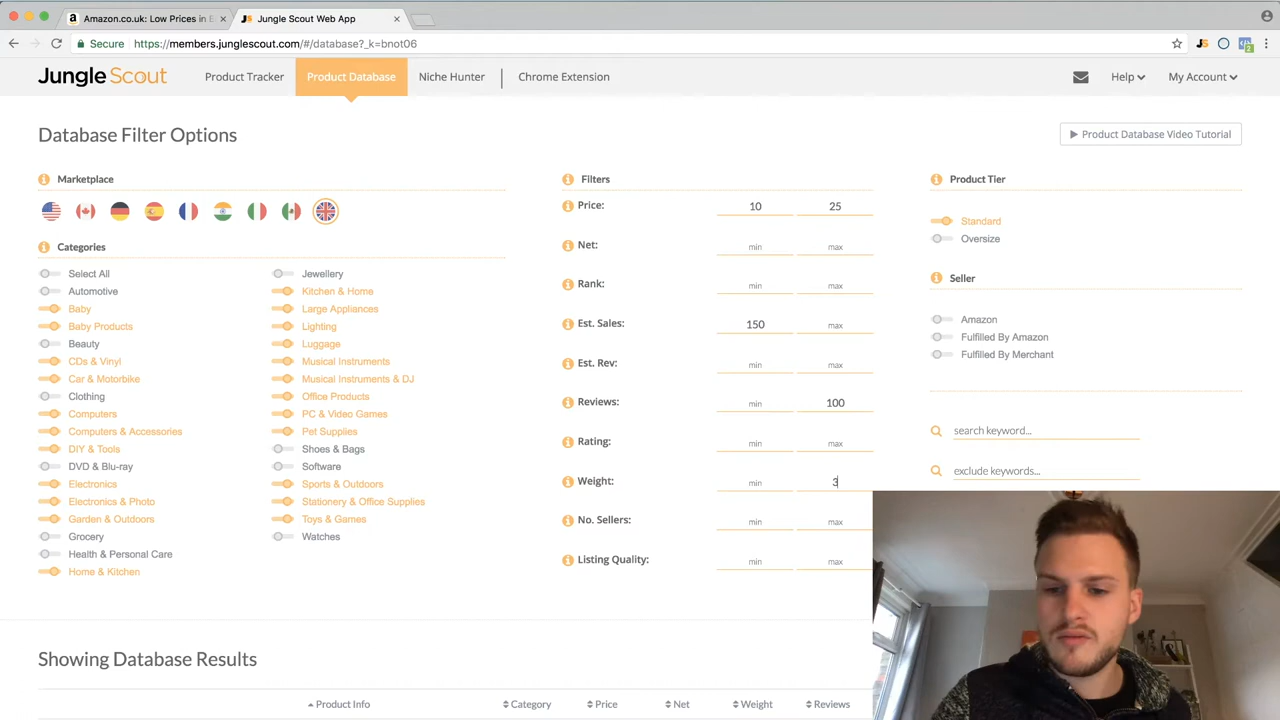 Amazon.co.uk: Low Prices in E
Jungle Scout Web App
Secure
https://members.junglescout.com/#/database?_k=bnot06
2
Jungle Scout
Product Tracker
Product Database
Niche Hunter
Chrome Extension
Help
My Account
Database Filter Options
Product Database Video Tutorial
Marketplace
Categories
Select All
Automotive
Baby
Baby Products
Beauty
CDs & Vinyl
Car & Motorbike
Clothing
Computers
Computers & Accessories
DIY & Tools
DVD & Blu-ray
Electronics
Electronics & Photo
Garden & Outdoors
Grocery
Health & Personal Care
Home & Kitchen
Jewellery
Kitchen & Home
Large Appliances
Lighting
Luggage
Musical Instruments
Musical Instruments & DJ
Office Products
PC & Video Games
Pet Supplies
Shoes & Bags
Software
Sports & Outdoors
Stationery & Office Supplies
Toys & Games
Watches
Filters
Price: 10 25
Net: min max
Rank: min max
Est. Sales: 150 max
Est. Rev: min max
Reviews: min 100
Rating: min max
Weight: min 3
No. Sellers: min max
Listing Quality: min max
Product Tier
Standard
Oversize
Seller
Amazon
Fulfilled By Amazon
Fulfilled By Merchant
search keyword...
exclude keywords...
Showing Database Results
Product Info Category Price Net Weight Reviews